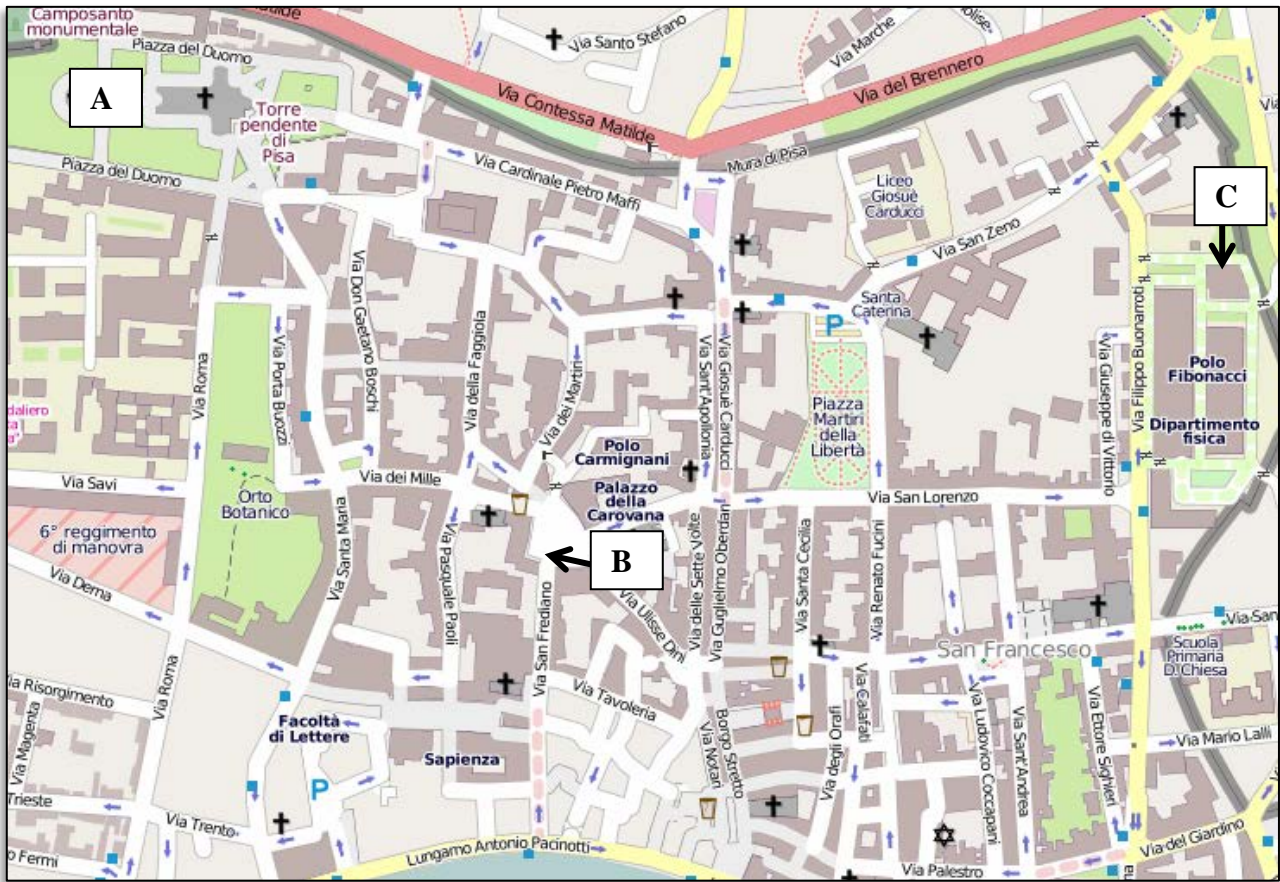 Camposanto
monumentale
Piazza del Duomo
A
Torre
pendente
di
Pisa
Piazza del Duomo
Matilde
Via Santo Stefano
Via Contessa Matilde
Via Marche
Via del Brennero
Mura di Pisa
Via Cardinale Pietro Maffi
Liceo
Giosuè
Carducci
Via San Zeno
C
Santa
Caterina
P
Via Roma
Via Porta Buozzi
Via Don Gaetano Boschi
Via della Faggiola
Via dei Martiri
Via Sant'Apollonia
Via Giosuè Carducci
Piazza
Martiri
della
Libertà
Via Giuseppe di Vittorio
Via Filippo Buonarroti
Polo
Fibonacci
Dipartimento
fisica
Polo
Carmignani
Palazzo
della
Carovana
Via dei Mille
Via San Lorenzo
Via Savi
Orto
Botanico
6° reggimento
di manovra
Via Derna
Via Santa Maria
Via Pasquale Paoli
B
Via San Frediano
Via Ulisse Dini
Via delle Sette Volte
Via Guglielmo Oberdan
Via Santa Cecilia
Via Renato Fucini
San Francesco
Via San
Scuola
Primaria
D. Chiesa
Via Risorgimento
Via Magenta
Via Roma
Facoltà
di Lettere
Sapienza
Via Tavoleria
Via Notari
Borgo Stretto
Via degli Orafi
Via Calafati
Via Ludovico Coccapani
Via Sant'Andrea
Via Ettore Sighieri
Via Mario Lalli
Trieste
Via Trento
P
Fermi
Lungarno Antonio Pacinotti
Via Palestro
Via del Giardino